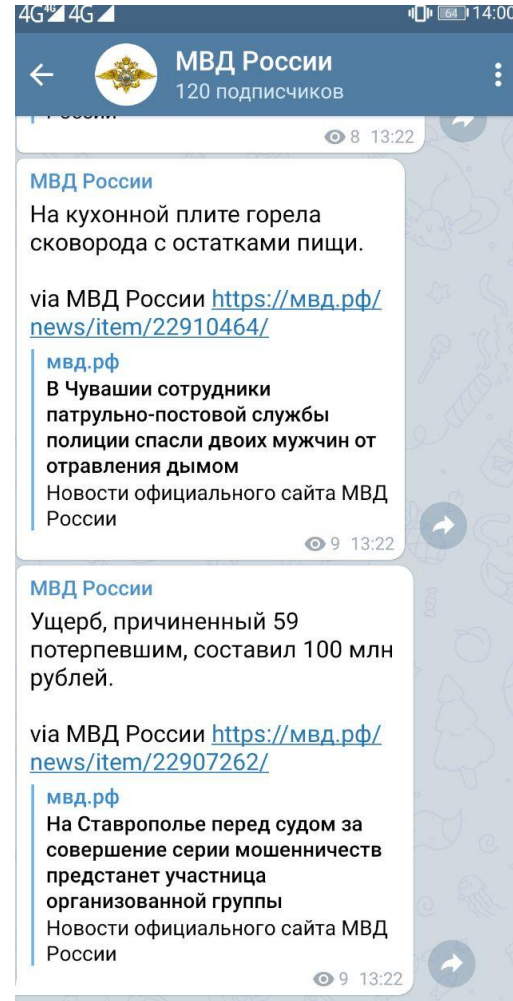 4G 4G 4G 64 14:00
МВД России
120 подписчиков
России
8 13:22
МВД России
На кухонной плите горела
сковорода с остатками пищи.
via МВД России https://мвд.рф/
news/item/22910464/
мвд.рф
В Чувашии сотрудники
патрульно-постовой службы
полиции спасли двоих мужчин от
отравления дымом
Новости официального сайта МВД
России
9 13:22
МВД России
Ущерб, причиненный 59
потерпевшим, составил 100 млн
рублей.
via МВД России https://мвд.рф/
news/item/22907262/
мвд.рф
На Ставрополье перед судом за
совершение серии мошенничеств
предстанет участница
организованной группы
Новости официального сайта МВД
России
9 13:22